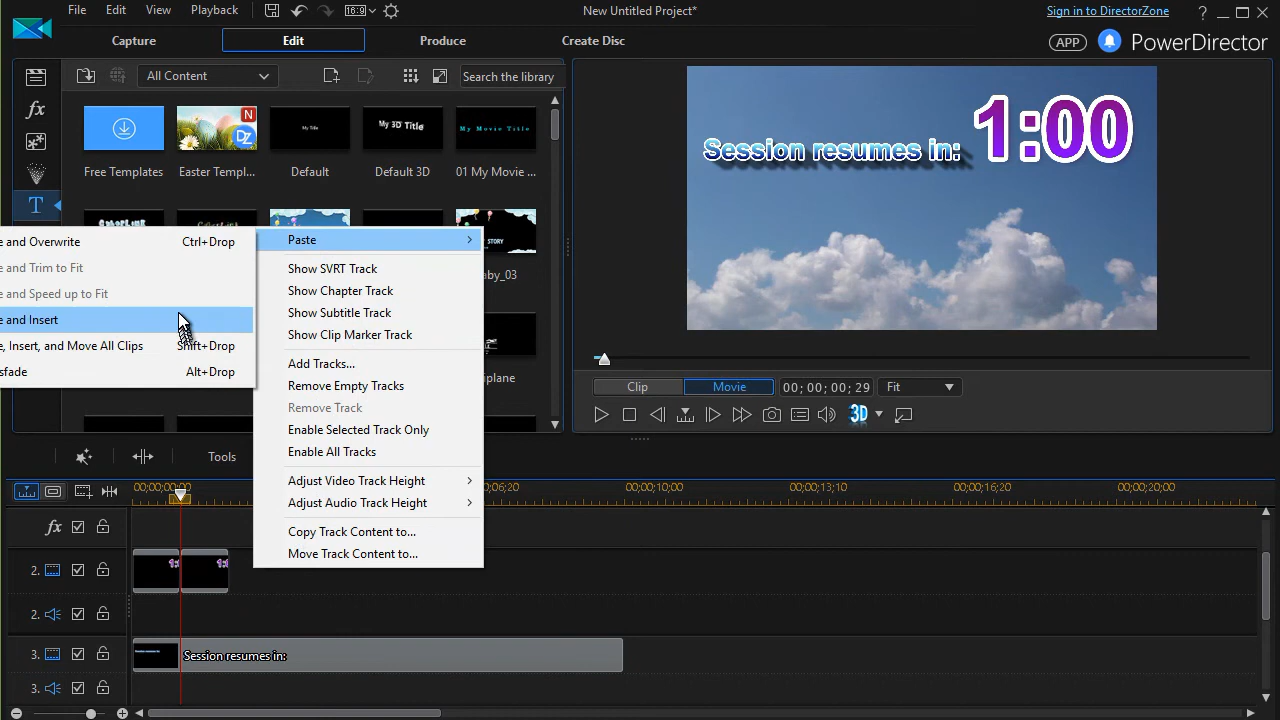 File Edit View Playback 16:9 New Untitled Project* Sign in to DirectorZone ?
Capture Edit Produce Create Disc APP PowerDirector
All Content Search the library
fx
My Title My 3D Title My Movie Title
N
DZ
Free Templates Easter Templ... Default Default 3D 01 My Movie ...
T
STORY
aby_03
iplane
e and Overwrite Ctrl+Drop
e and Trim to Fit
e and Speed up to Fit
e and Insert
e, Insert, and Move All Clips Shift+Drop
sfade Alt+Drop
Paste
Show SVRT Track
Show Chapter Track
Show Subtitle Track
Show Clip Marker Track
Add Tracks...
Remove Empty Tracks
Remove Track
Enable Selected Track Only
Enable All Tracks
Adjust Video Track Height
Adjust Audio Track Height
Copy Track Content to...
Move Track Content to...
Session resumes in: 1:00
Clip Movie 00; 00; 00; 29 Fit
3D
Tools
00;00;00;00 00;00;06;20 00;00;10;00 00;00;13;10 00;00;16;20 00;00;20;00
fx
2.
2.
3. Session resumes in:
3.